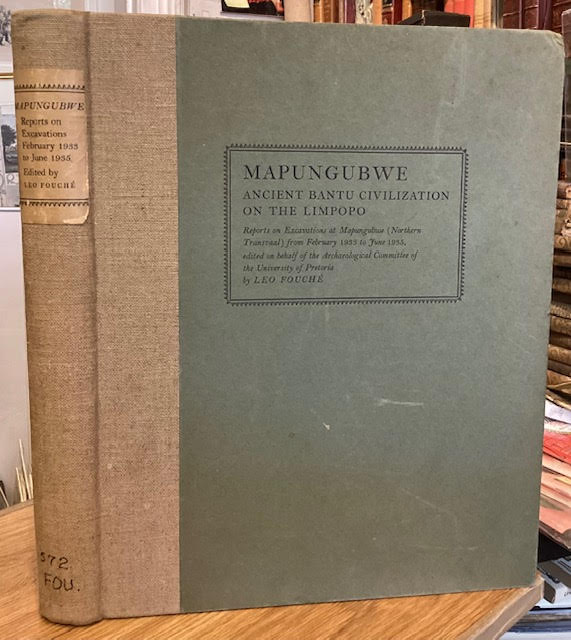 MAPUNGUBWE
Reports on
Excavations
February 1933
to June 1935.
Edited by
LEO FOUCHÉ
572
FOU.
MAPUNGUBWE
ANCIENT BANTU CIVILIZATION
ON THE LIMPOPO
Reports on Excavations at Mapungubwe (Northern
Transvaal) from February 1933 to June 1935,
edited on behalf of the Archaeological Committee of
the University of Pretoria
by LEO FOUCHÉ